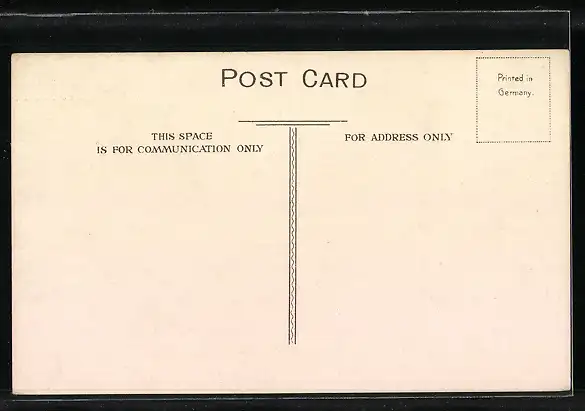 POST CARD
Printed in
Germany.
THIS SPACE
IS FOR COMMUNICATION ONLY
FOR ADDRESS ONLY